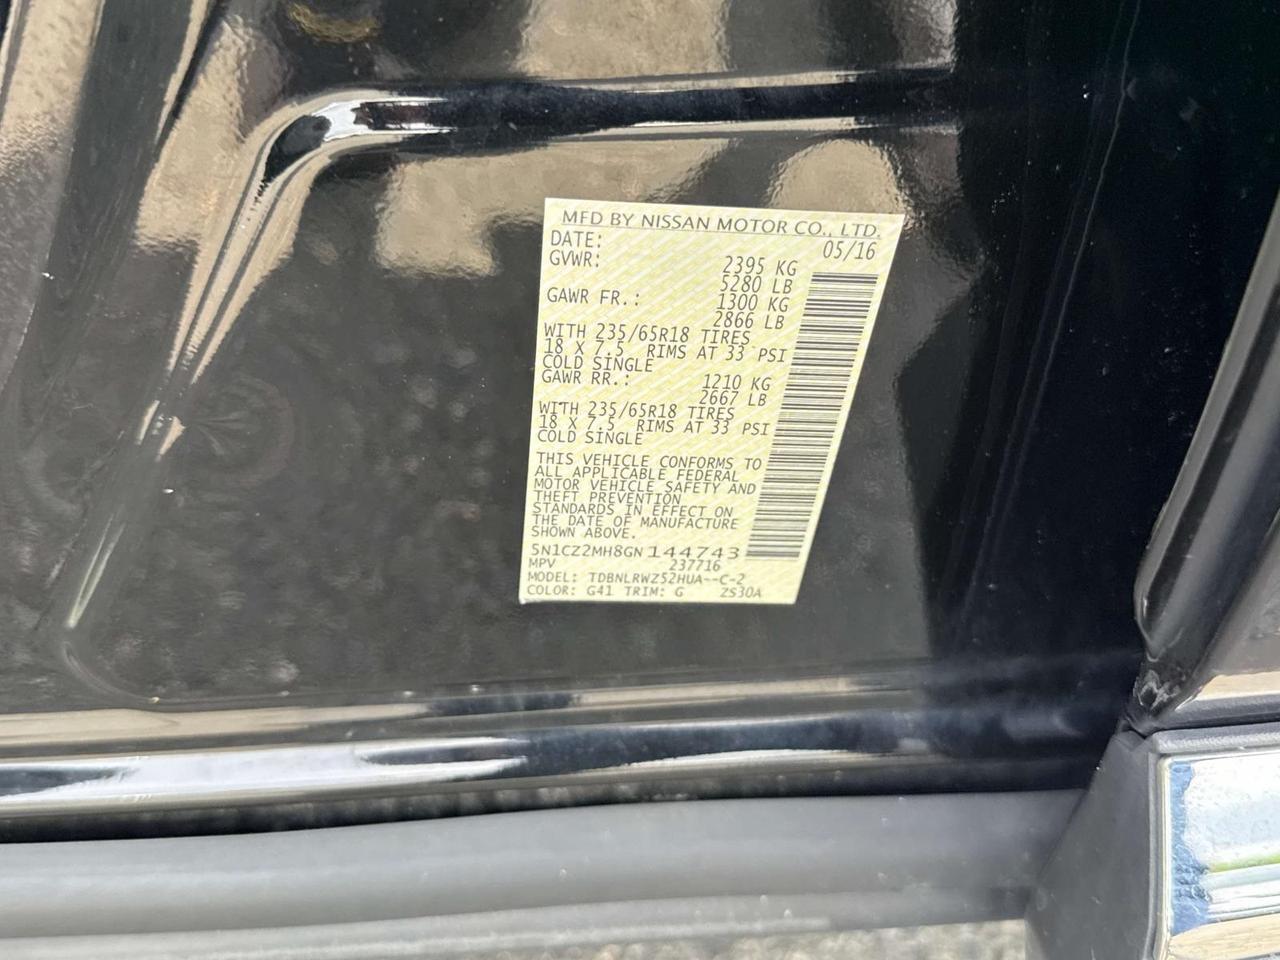 MFD BY NISSAN MOTOR CO., LTD.
DATE: 05/16
GVWR: 2395 KG
5280 LB
GAWR FR.: 1300 KG
2866 LB
WITH 235/65R18 TIRES
18 X 7.5 RIMS AT 33 PSI
COLD SINGLE
GAWR RR.: 1210 KG
2667 LB
WITH 235/65R18 TIRES
18 X 7.5 RIMS AT 33 PSI
COLD SINGLE
THIS VEHICLE CONFORMS TO
ALL APPLICABLE FEDERAL
MOTOR VEHICLE SAFETY AND
THEFT PREVENTION
STANDARDS IN EFFECT ON
THE DATE OF MANUFACTURE
SHOWN ABOVE.
5N1CZ2MH8GN 144743
MPV 237716
MODEL: TDBNLRWZ52HUA--C-2
COLOR: G41 TRIM: G ZS30A